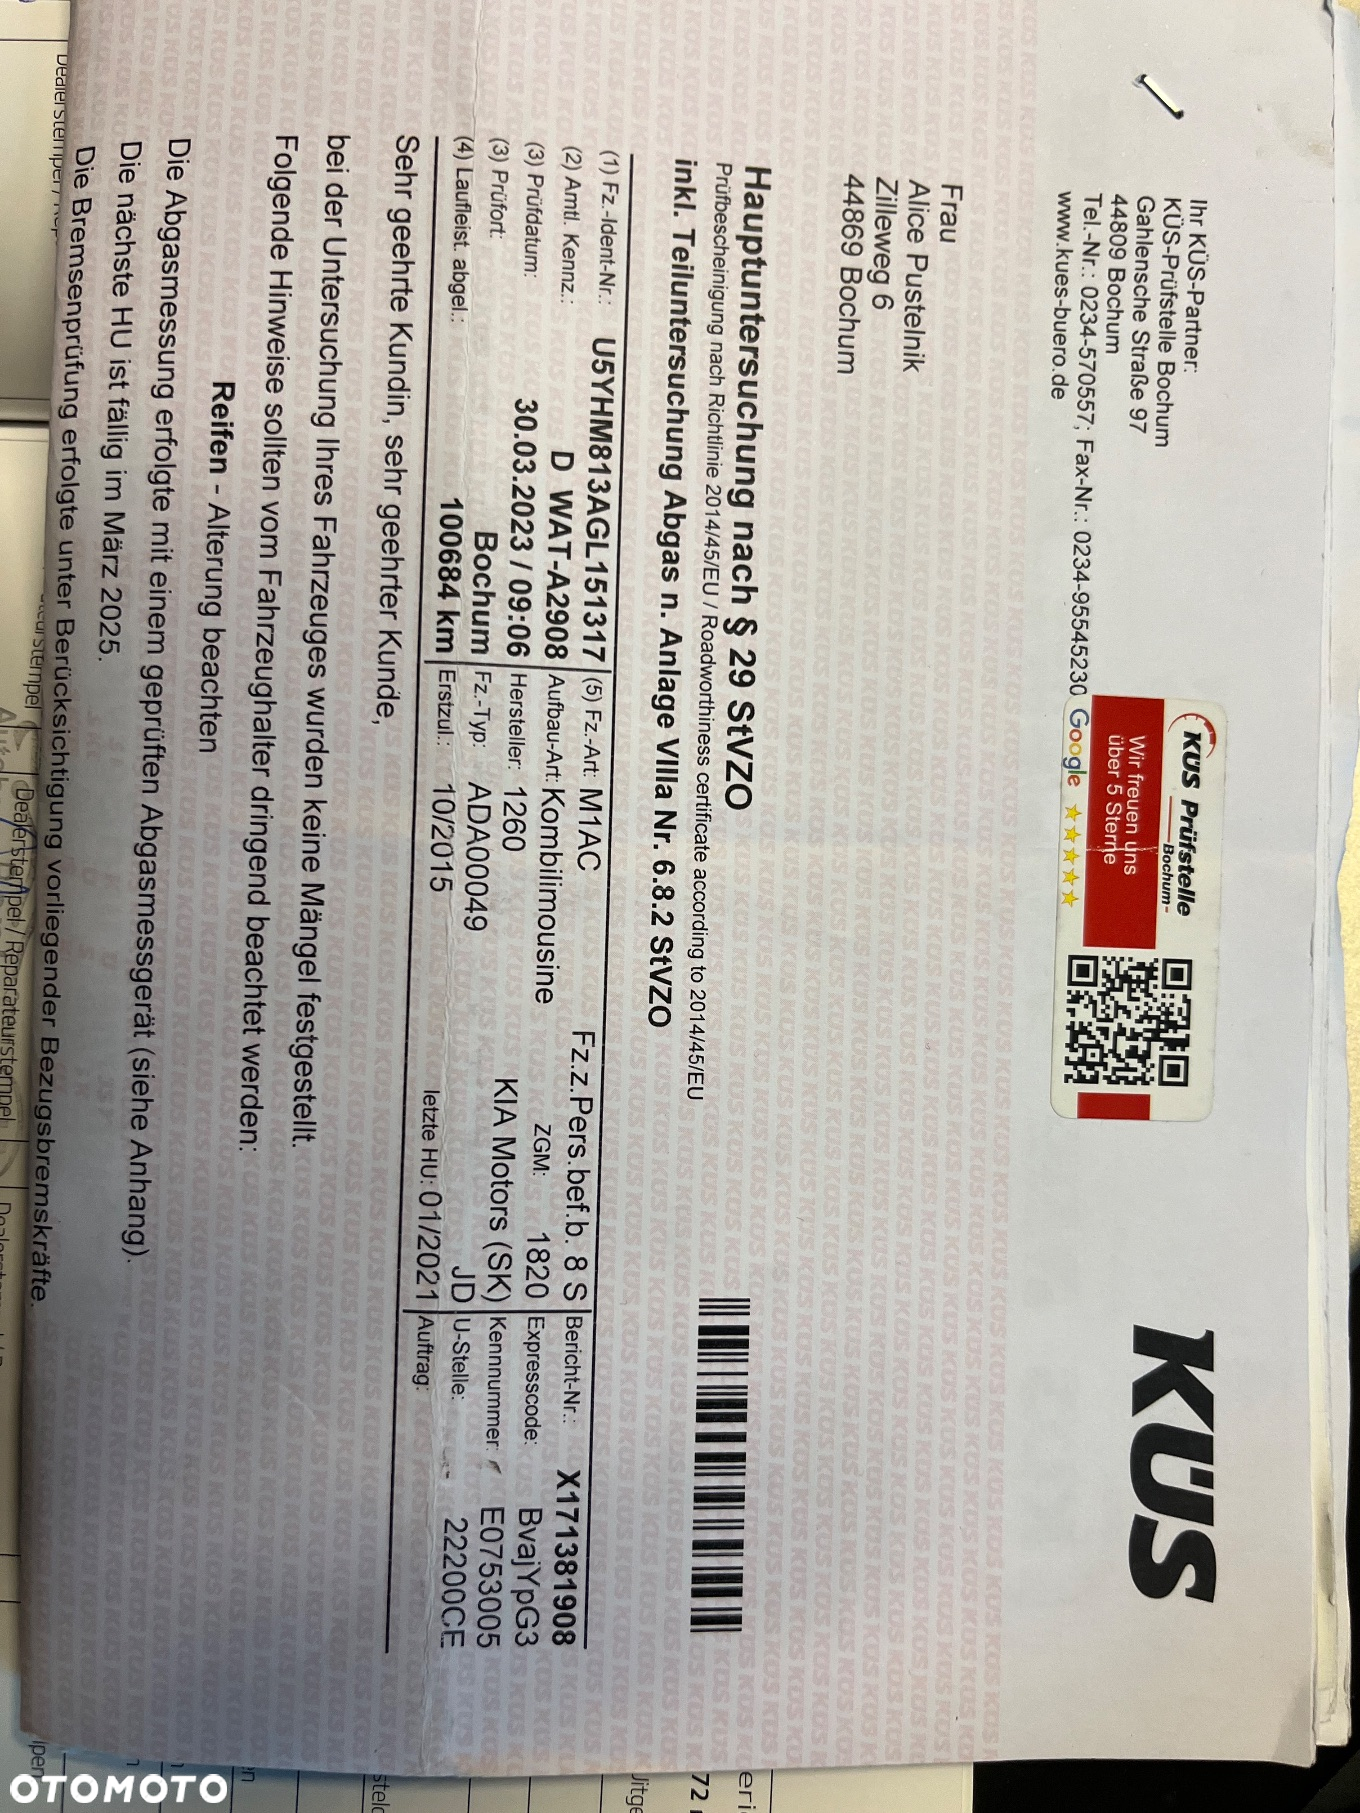 Ihr KÜS-Partner:
KÜS-Prüfstelle Bochum
Gahlensche Straße 97
44809 Bochum
Tel.-Nr.: 0234-570557; Fax-Nr.: 0234-95545230
www.kues-buero.de
KÜS Prüfstelle
-Bochum-
Wir freuen uns
über 5 Sterne
Google ★★★★★
KÜS
Frau
Alice Pustelnik
Zilleweg 6
44869 Bochum
Hauptuntersuchung nach § 29 StVZO
Prüfbescheinigung nach Richtlinie 2014/45/EU / Roadworthiness certificate according to 2014/45/EU
inkl. Teiluntersuchung Abgas n. Anlage VIIIa Nr. 6.8.2 StVZO
(1) Fz.-Ident-Nr.: U5YHM813AGL151317 (5) Fz.-Art: M1AC Fz.z.Pers.bef.b. 8 S Bericht-Nr.: X171381908
(2) Amtl. Kennz.: D WAT-A2908 Aufbau-Art: Kombilimousine ZGM: 1820 Expresscode: BvajYpG3
(3) Prüfdatum: 30.03.2023 / 09:06 Hersteller: 1260 KIA Motors (SK) Kennnummer: E0753005
(3) Prüfort: Bochum Fz.-Typ: ADA00049 JD U-Stelle: 22200CE
(4) Laufleist. abgel.: 100684 km Erstzul.: 10/2015 letzte HU: 01/2021 Auftrag:
Sehr geehrte Kundin, sehr geehrter Kunde,
bei der Untersuchung Ihres Fahrzeuges wurden keine Mängel festgestellt.
Folgende Hinweise sollten vom Fahrzeughalter dringend beachtet werden:
Reifen - Alterung beachten
Die Abgasmessung erfolgte mit einem geprüften Abgasmessgerät (siehe Anhang).
Die nächste HU ist fällig im März 2025.
Die Bremsenprüfung erfolgte unter Berücksichtigung vorliegender Bezugsbremskräfte.
Dealerstempel / Reparateurstempel
72
OTOMOTO